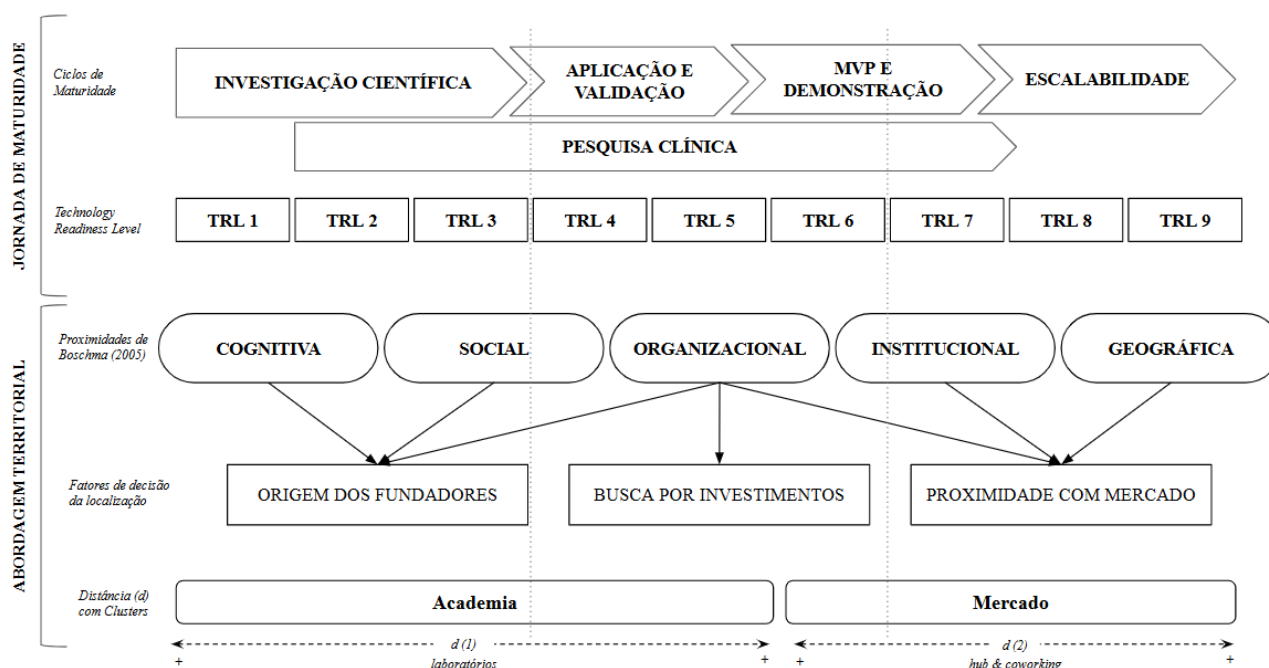 JORNADA DE MATURIDADE
Ciclos de
Maturidade
INVESTIGAÇÃO CIENTÍFICA
APLICAÇÃO E
VALIDAÇÃO
MVP E
DEMONSTRAÇÃO
ESCALABILIDADE
PESQUISA CLÍNICA
Technology
Readiness Level
TRL 1
TRL 2
TRL 3
TRL 4
TRL 5
TRL 6
TRL 7
TRL 8
TRL 9
ABORDAGEM TERRITORIAL
Proximidades de
Boschma (2005)
COGNITIVA
SOCIAL
ORGANIZACIONAL
INSTITUCIONAL
GEOGRÁFICA
Fatores de decisão
da localização
ORIGEM DOS FUNDADORES
BUSCA POR INVESTIMENTOS
PROXIMIDADE COM MERCADO
Distância (d)
com Clusters
Academia
Mercado
d (1)
d (2)
+
laboratórios
+
+
hub & coworking
+